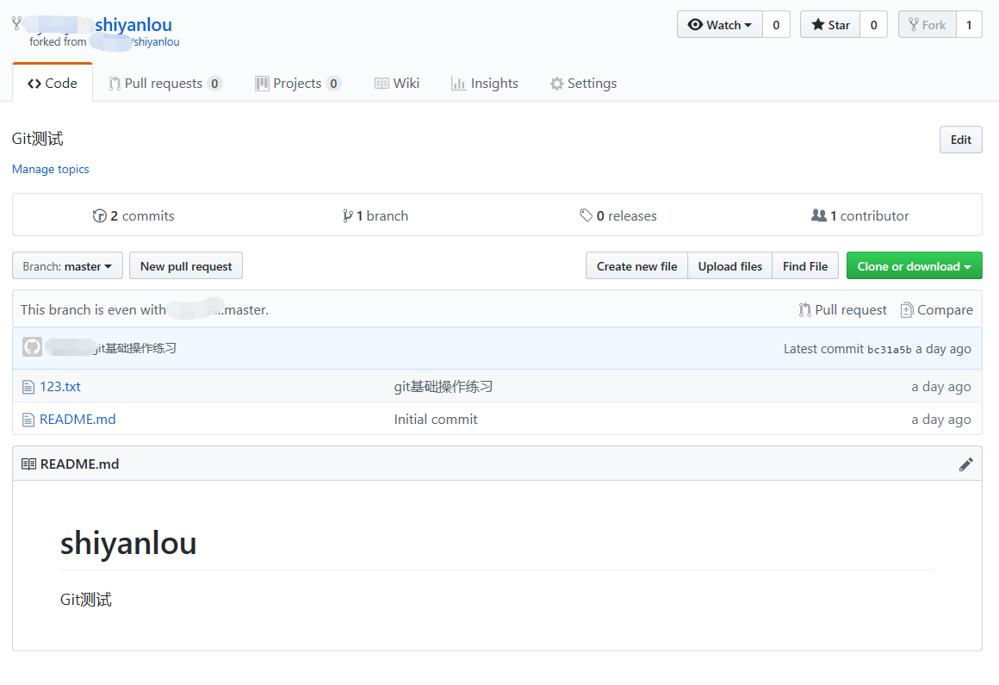 shiyanlou
Watch 0 Star 0 Fork 1
forked from /shiyanlou
Code Pull requests 0 Projects 0 Wiki Insights Settings
Git测试
Edit
Manage topics
2 commits 1 branch 0 releases 1 contributor
Branch: master New pull request Create new file Upload files Find File Clone or download
This branch is even with :master. Pull request Compare
git基础操作练习 Latest commit bc31a5b a day ago
123.txt git基础操作练习 a day ago
README.md Initial commit a day ago
README.md
shiyanlou
Git测试